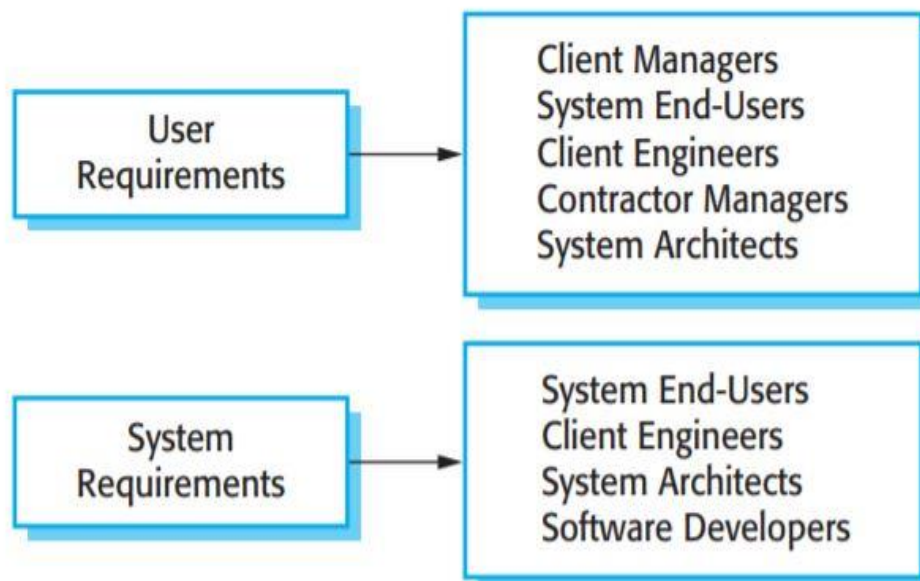 User
Requirements
Client Managers
System End-Users
Client Engineers
Contractor Managers
System Architects
System
Requirements
System End-Users
Client Engineers
System Architects
Software Developers